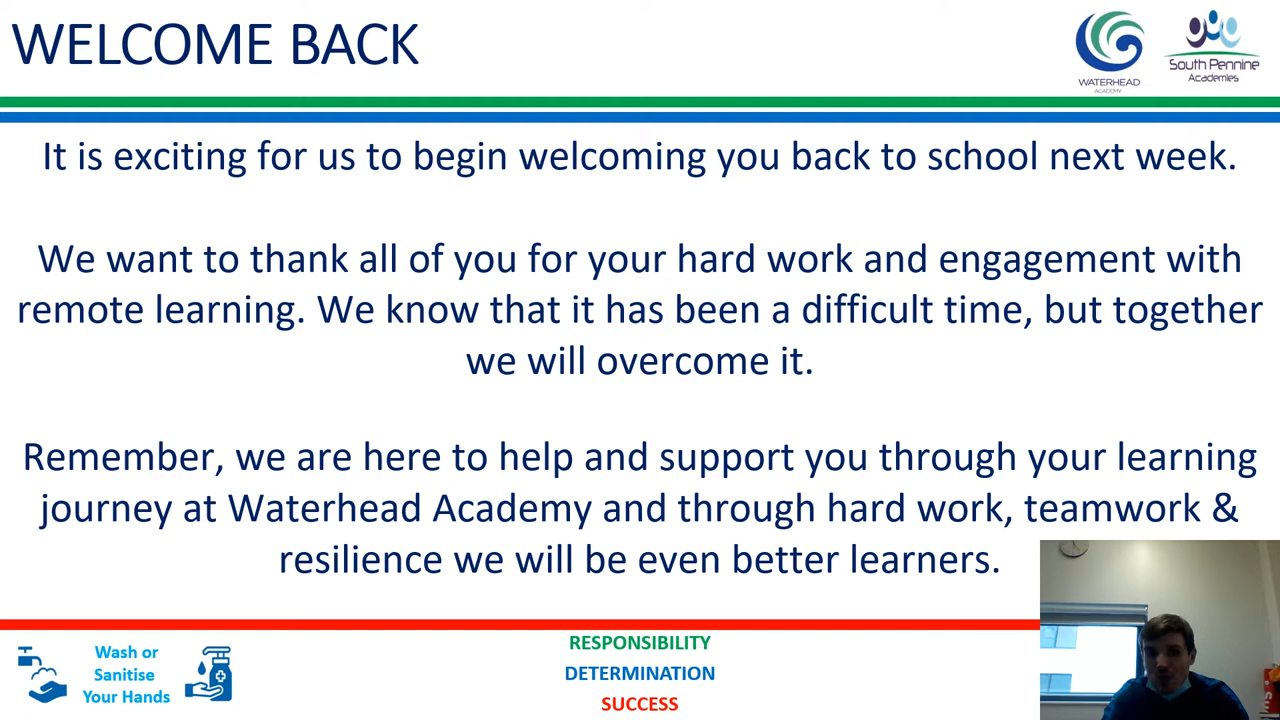 WELCOME BACK
WATERHEAD
ACADEMY
South Pennine
Academies
It is exciting for us to begin welcoming you back to school next week.
We want to thank all of you for your hard work and engagement with
remote learning. We know that it has been a difficult time, but together
we will overcome it.
Remember, we are here to help and support you through your learning
journey at Waterhead Academy and through hard work, teamwork &
resilience we will be even better learners.
Wash or
Sanitise
Your Hands
RESPONSIBILITY
DETERMINATION
SUCCESS